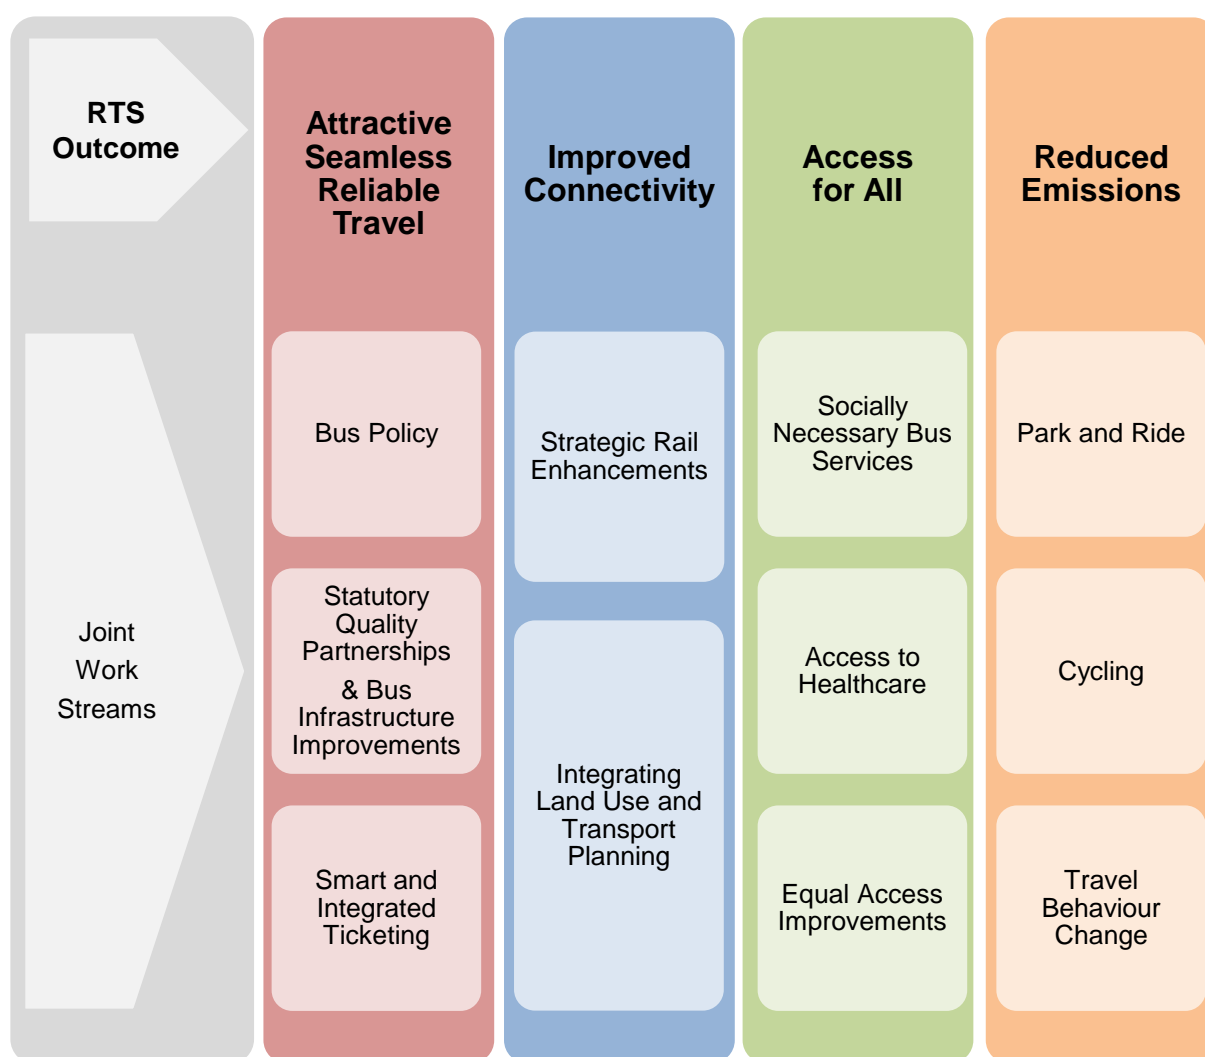 RTS
Outcome
Attractive
Seamless
Reliable
Travel
Improved
Connectivity
Access
for All
Reduced
Emissions
Joint
Work
Streams
Bus Policy
Statutory
Quality
Partnerships
& Bus
Infrastructure
Improvements
Smart and
Integrated
Ticketing
Strategic Rail
Enhancements
Integrating
Land Use and
Transport
Planning
Socially
Necessary Bus
Services
Access to
Healthcare
Equal Access
Improvements
Park and Ride
Cycling
Travel
Behaviour
Change